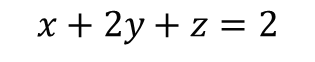 x + 2y + z = 2